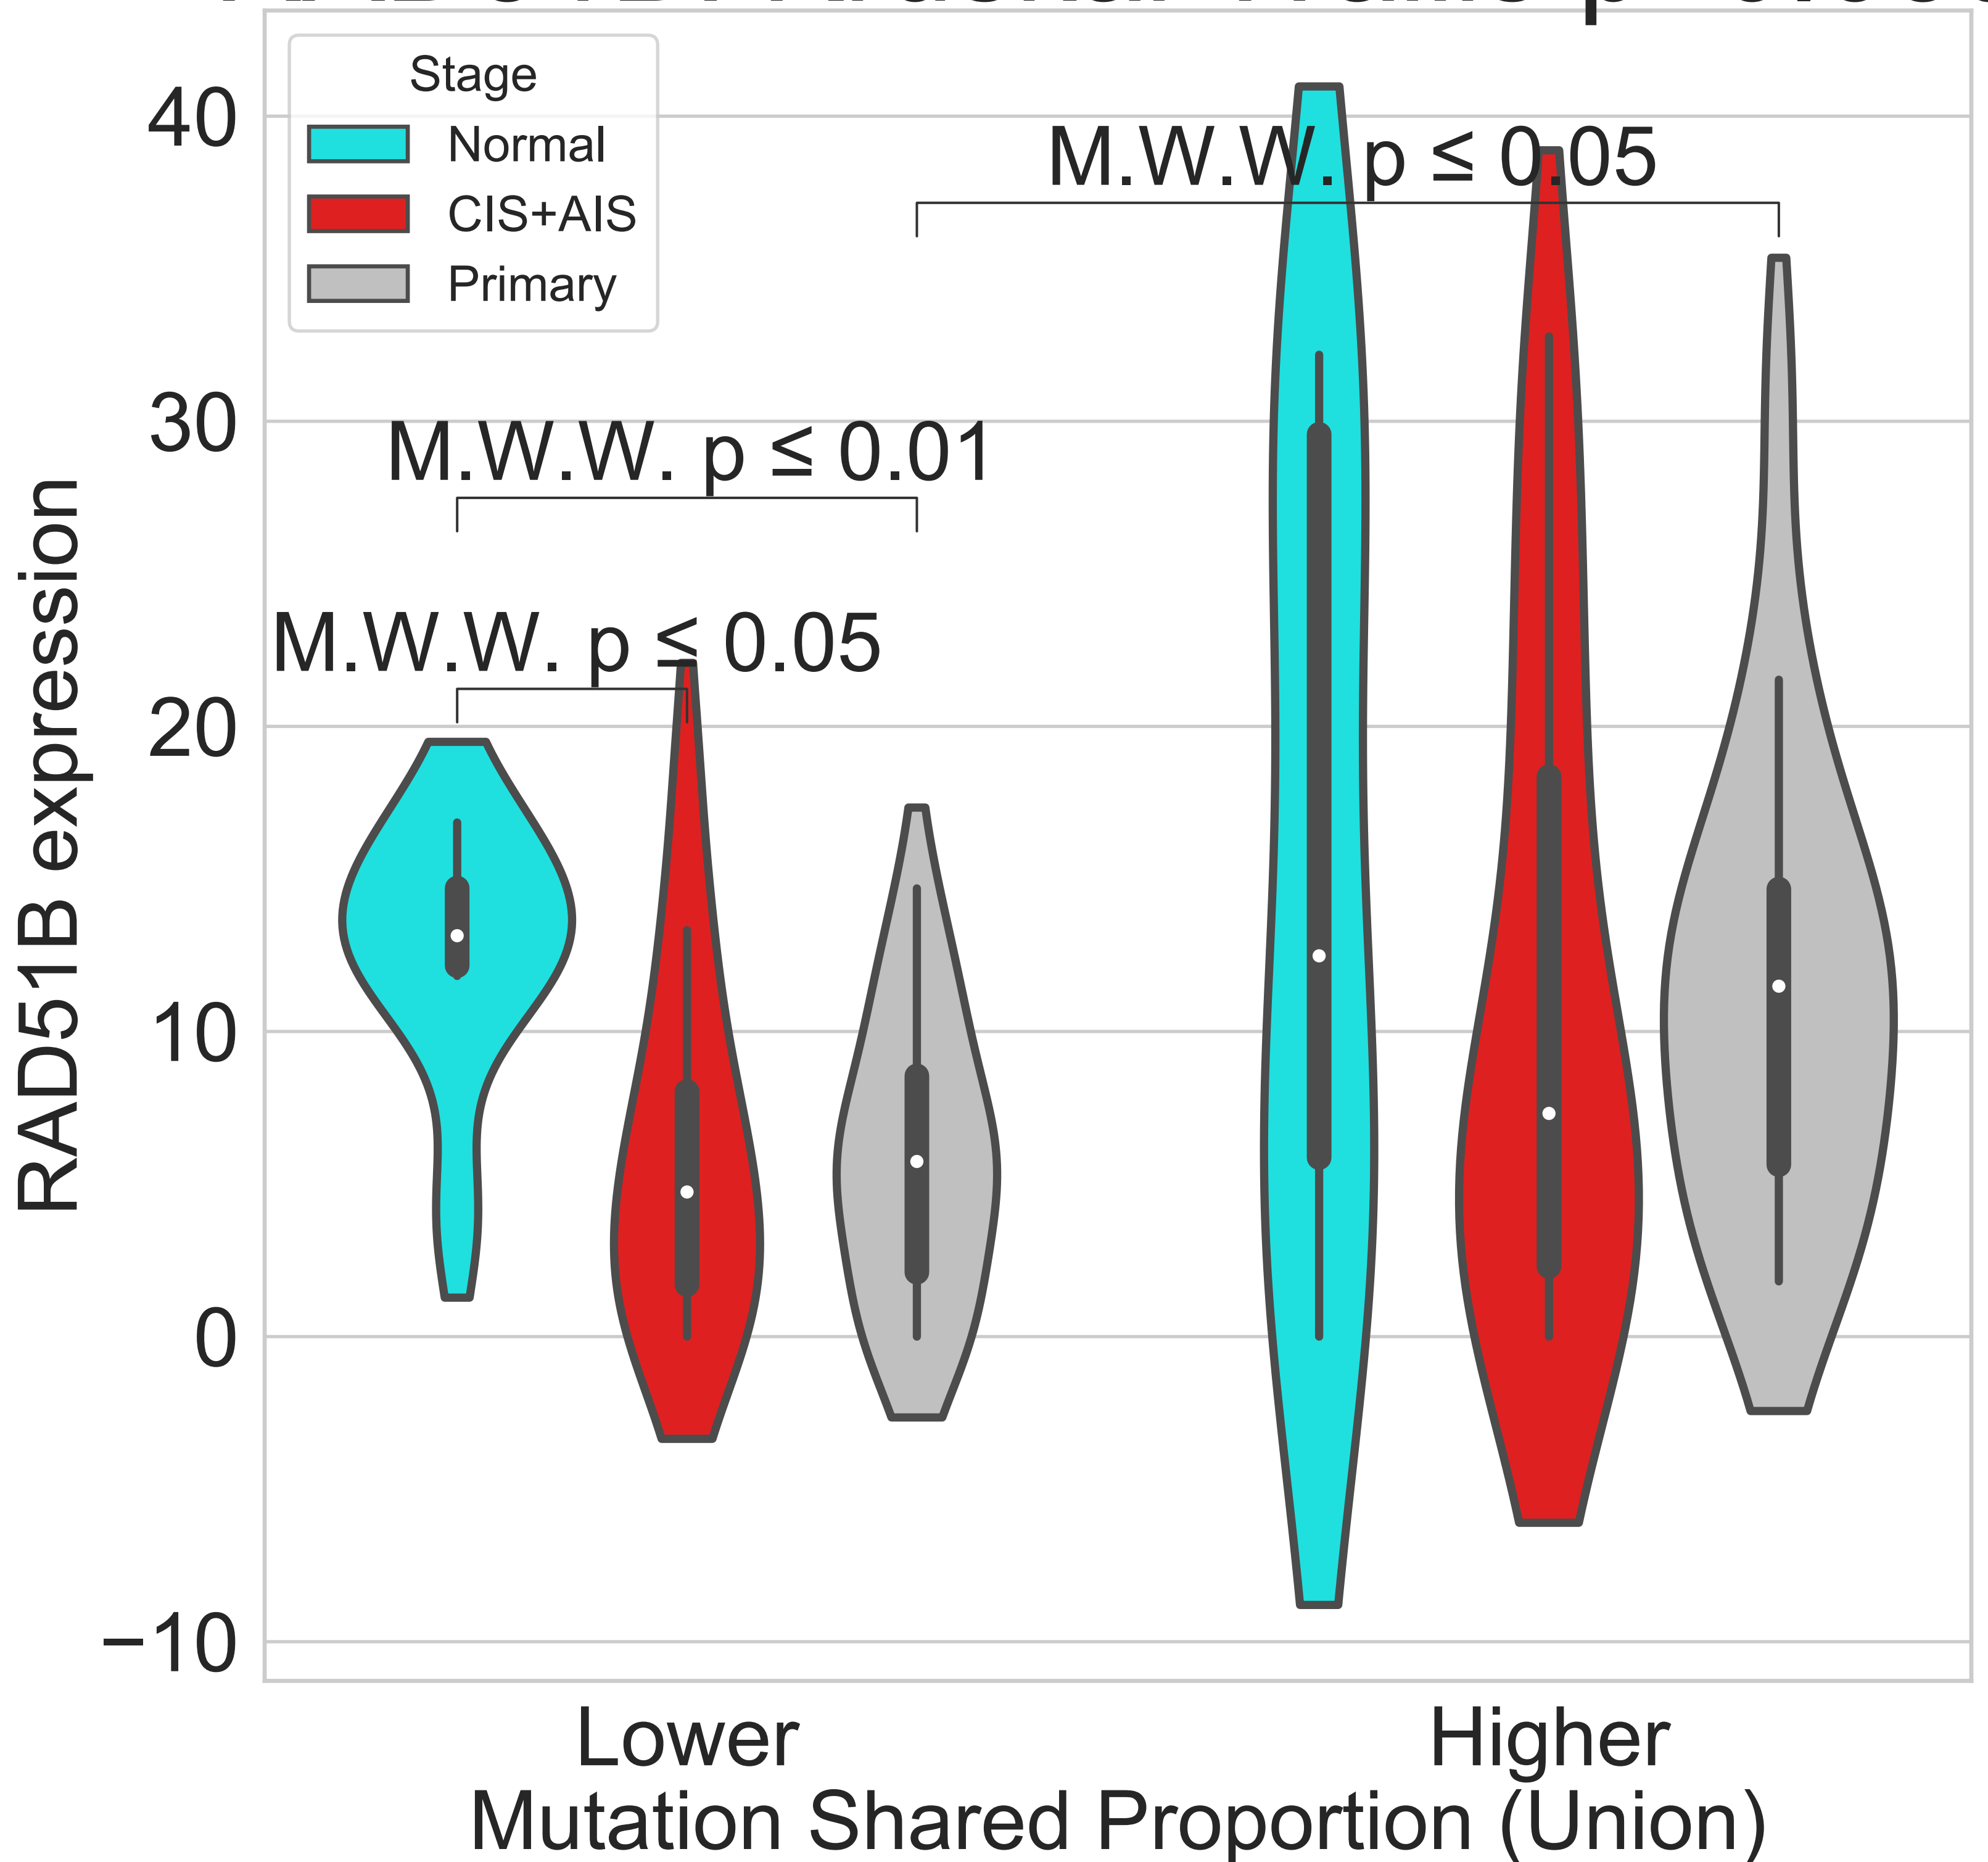 Stage
Normal
CIS+AIS
Primary
M.W.W. p ≤ 0.05
M.W.W. p ≤ 0.01
M.W.W. p ≤ 0.05
40
30
20
10
0
−10
RAD51B expression
Lower
Higher
Mutation Shared Proportion (Union)